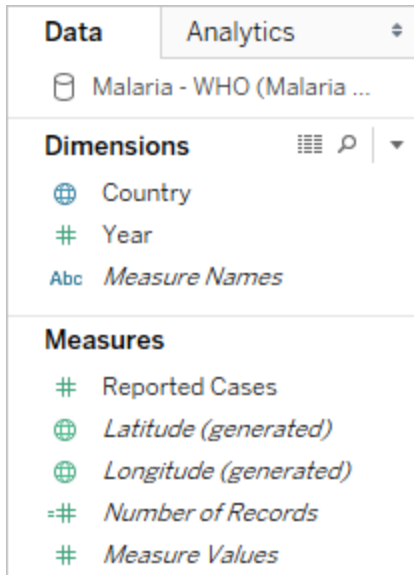 Data Analytics
Malaria - WHO (Malaria ...
Dimensions
Country
# Year
Abc Measure Names
Measures
# Reported Cases
Latitude (generated)
Longitude (generated)
=# Number of Records
# Measure Values